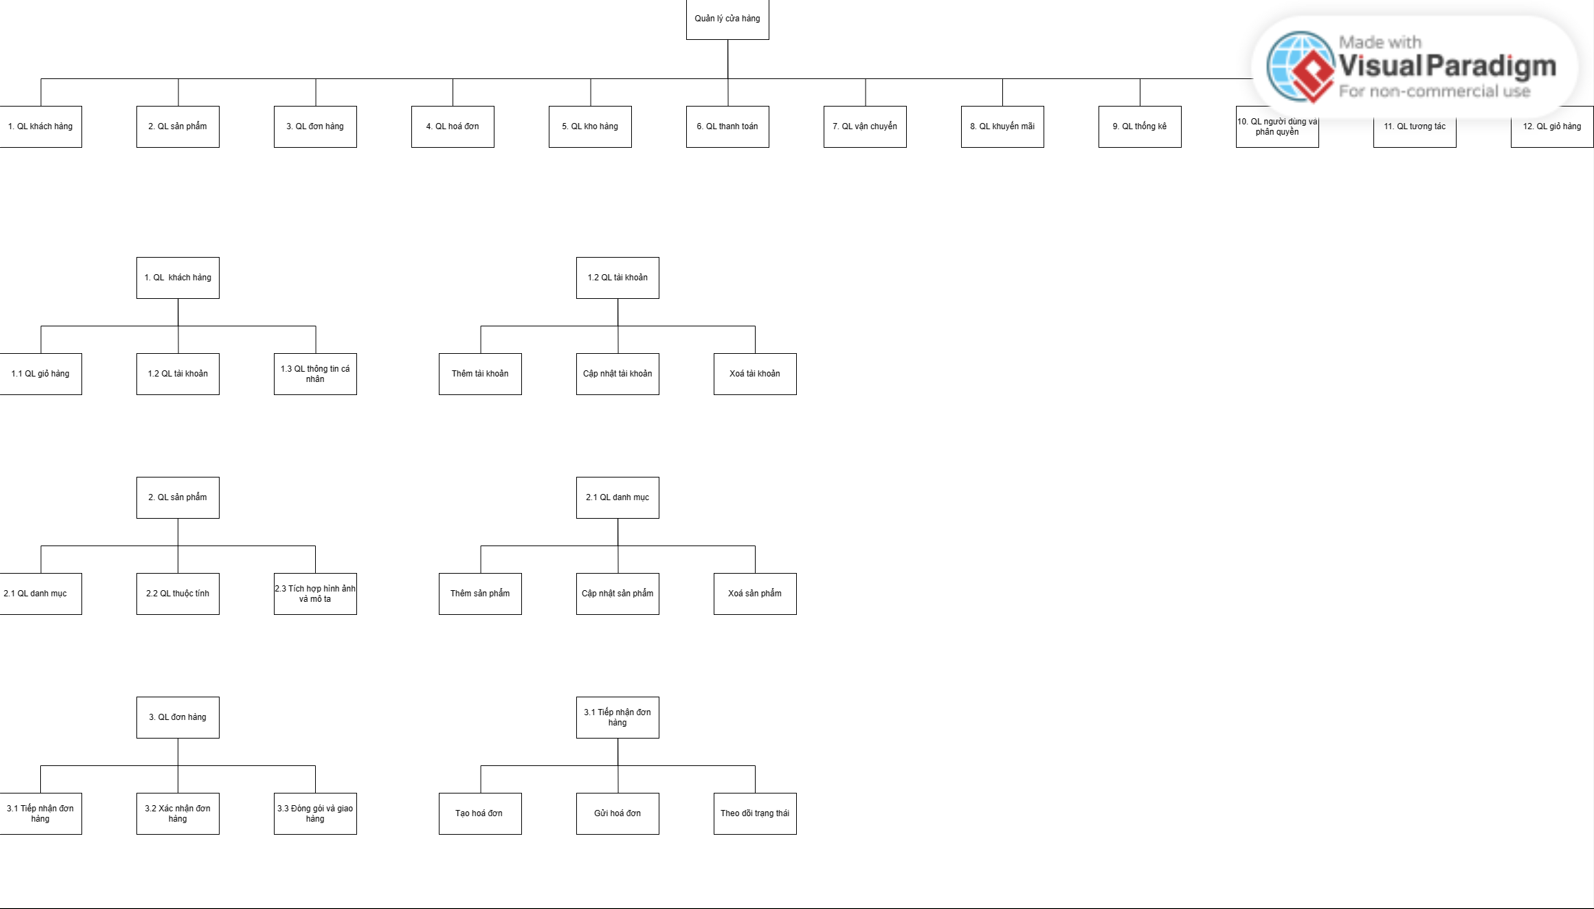 Quản lý cửa hàng
Made with
Visual Paradigm
For non-commercial use
1. QL khách hàng
2. QL sản phẩm
3. QL đơn hàng
4. QL hoá đơn
5. QL kho hàng
6. QL thanh toán
7. QL vận chuyển
8. QL khuyến mãi
9. QL thống kê
10. QL người dùng và
phân quyền
11. QL tương tác
12. QL giỏ hàng
1. QL  khách hàng
1.2 QL tài khoản
1.1 QL giỏ hàng
1.2 QL tài khoản
1.3 QL thông tin cá
nhân
Thêm tài khoản
Cập nhật tài khoản
Xoá tài khoản
2. QL sản phẩm
2.1 QL danh mục
2.1 QL danh mục
2.2 QL thuộc tính
2.3 Tích hợp hình ảnh
và mô tả
Thêm sản phẩm
Cập nhật sản phẩm
Xoá sản phẩm
3. QL đơn hàng
3.1 Tiếp nhận đơn
hàng
3.1 Tiếp nhận đơn
hàng
3.2 Xác nhận đơn
hàng
3.3 Đóng gói và giao
hàng
Tạo hoá đơn
Gửi hoá đơn
Theo dõi trạng thái